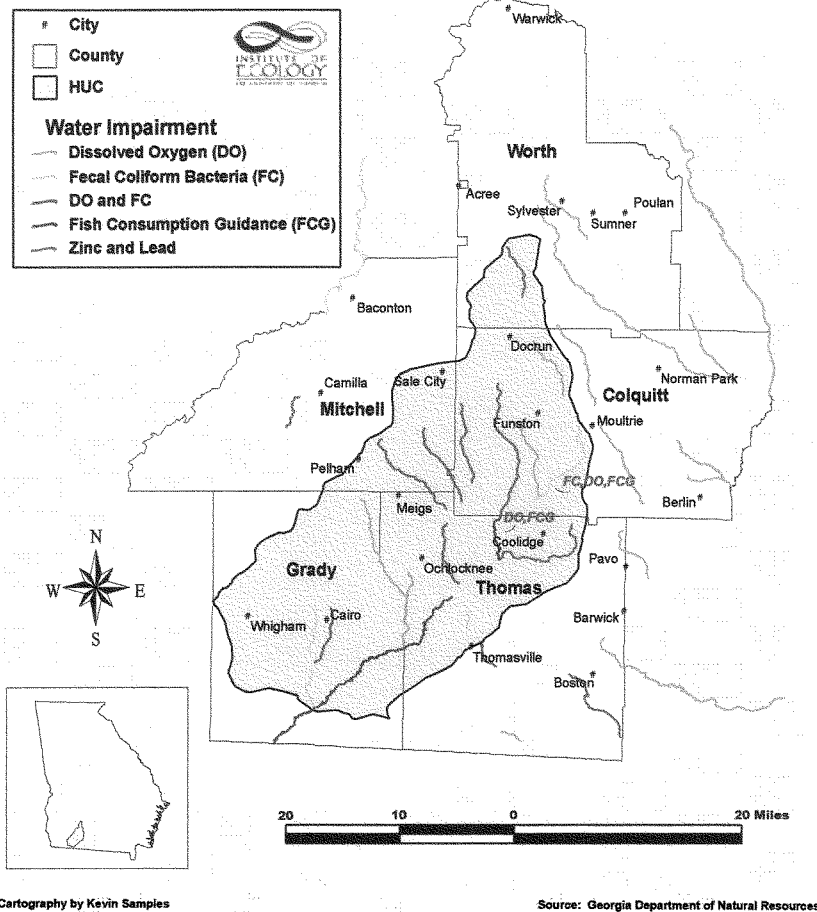 City
County
HUC
INSTITUTE OF
ECOLOGY
Water Impairment
Dissolved Oxygen (DO)
Fecal Coliform Bacteria (FC)
DO and FC
Fish Consumption Guidance (FCG)
Zinc and Lead
Warwick
Worth
Acree
Sylvester
Poulan
Sumner
Baconton
Docrun
Camilla
Sale City
Norman Park
Mitchell
Colquitt
Funston
Moultrie
Pelham
FC,DO,FCG
Meigs
Berlin
DO,FCG
Coolidge
N
W
E
S
Grady
Ochlocknee
Thomas
Pavo
Whigham
Cairo
Barwick
Thomasville
Boston
20 10 0 20 Miles
Cartography by Kevin Samples
Source: Georgia Department of Natural Resources